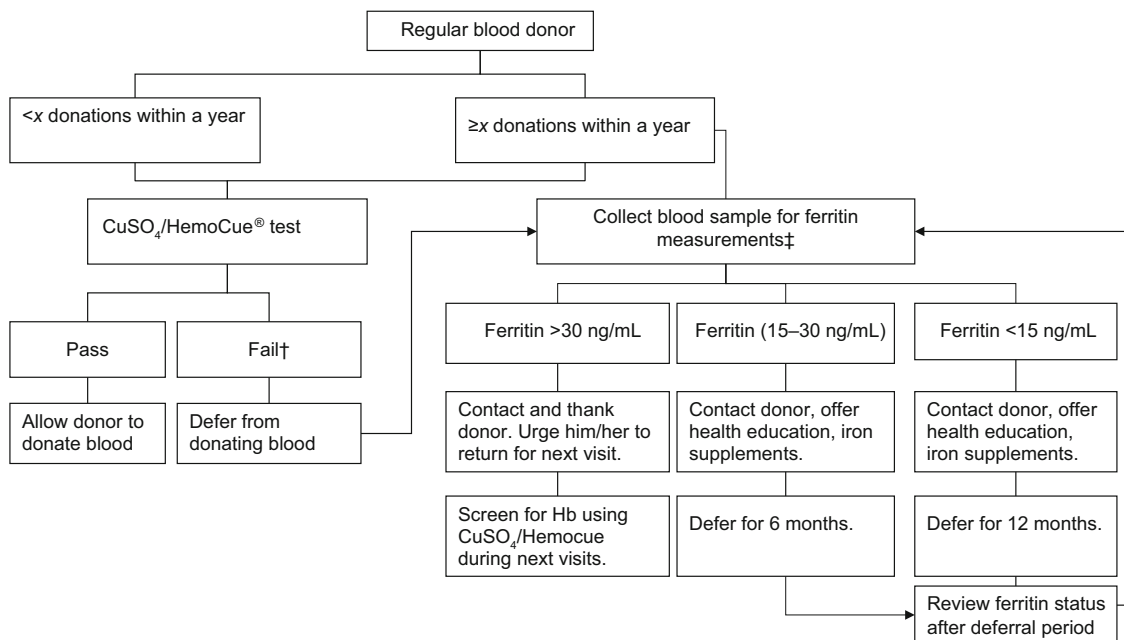 Regular blood donor
<x donations within a year
≥x donations within a year
CuSO₄/HemoCue® test
Collect blood sample for ferritin
measurements‡
Pass
Fail†
Ferritin >30 ng/mL
Ferritin (15–30 ng/mL)
Ferritin <15 ng/mL
Allow donor to
donate blood
Defer from
donating blood
Contact and thank
donor. Urge him/her to
return for next visit.
Contact donor, offer
health education, iron
supplements.
Contact donor, offer
health education,
iron supplements.
Screen for Hb using
CuSO₄/Hemocue
during next visits.
Defer for 6 months.
Defer for 12 months.
Review ferritin status
after deferral period